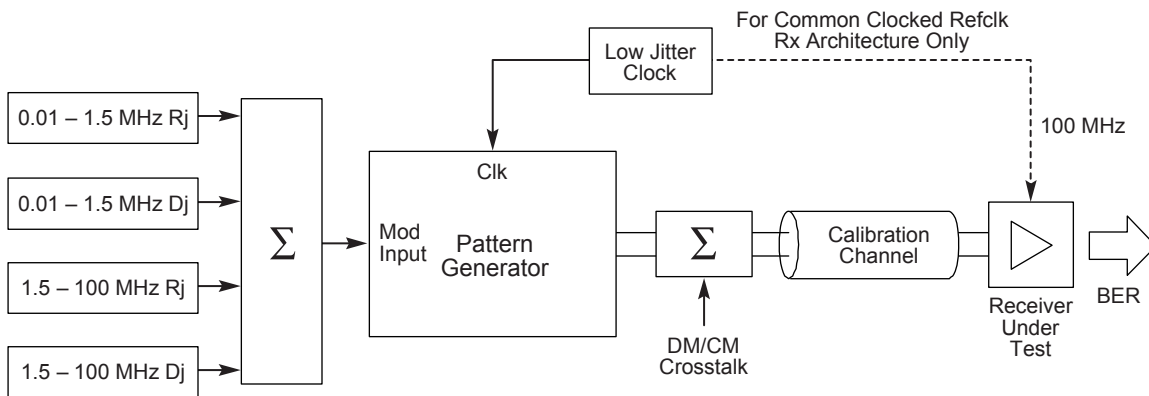 For Common Clocked Refclk
Rx Architecture Only
Low Jitter
Clock
0.01 – 1.5 MHz Rj
100 MHz
Clk
0.01 – 1.5 MHz Dj
Σ
Mod
Input
Pattern
Generator
Σ
Calibration
Channel
1.5 – 100 MHz Rj
BER
Receiver
Under
Test
DM/CM
Crosstalk
1.5 – 100 MHz Dj